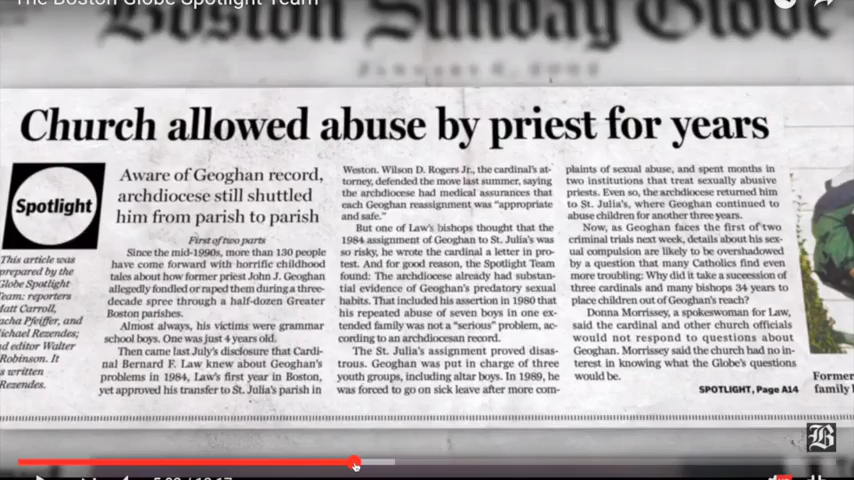 The Boston Globe Spotlight Team
Boston Sunday Globe
Church allowed abuse by priest for years
Spotlight
This article was
prepared by the
Globe Spotlight
Team: reporters
Matt Carroll,
Sacha Pfeiffer, and
Michael Rezendes;
and editor Walter
Robinson. It
was written
Rezendes.
Aware of Geoghan record,
archdiocese still shuttled
him from parish to parish
First of two parts
Since the mid-1990s, more than 130 people
have come forward with horrific childhood
tales about how former priest John J. Geoghan
allegedly fondled or raped them during a three-
decade spree through a half-dozen Greater
Boston parishes.
Almost always, his victims were grammar
school boys. One was just 4 years old.
Then came last July's disclosure that Cardi-
nal Bernard F. Law knew about Geoghan's
problems in 1984, Law's first year in Boston,
yet approved his transfer to St. Julia's parish in
Weston. Wilson D. Rogers Jr., the cardinal's at-
torney, defended the move last summer, saying
the archdiocese had medical assurances that
each Geoghan reassignment was "appropriate
and safe."
But one of Law's bishops thought that the
1984 assignment of Geoghan to St. Julia's was
so risky, he wrote the cardinal a letter in pro-
test. And for good reason, the Spotlight Team
found: The archdiocese already had substan-
tial evidence of Geoghan's predatory sexual
habits. That included his assertion in 1980 that
his repeated abuse of seven boys in one ex-
tended family was not a "serious" problem, ac-
cording to an archdiocesan record.
The St. Julia's assignment proved disas-
trous. Geoghan was put in charge of three
youth groups, including altar boys. In 1989, he
was forced to go on sick leave after more com-
plaints of sexual abuse, and spent months in
two institutions that treat sexually abusive
priests. Even so, the archdiocese returned him
to St. Julia's, where Geoghan continued to
abuse children for another three years.
Now, as Geoghan faces the first of two
criminal trials next week, details about his sex-
ual compulsion are likely to be overshadowed
by a question that many Catholics find even
more troubling: Why did it take a succession of
three cardinals and many bishops 34 years to
place children out of Geoghan's reach?
Donna Morrissey, a spokeswoman for Law,
said the cardinal and other church officials
would not respond to questions about
Geoghan. Morrissey said the church had no in-
terest in knowing what the Globe's questions
would be.
SPOTLIGHT, Page A14
Former
family
B